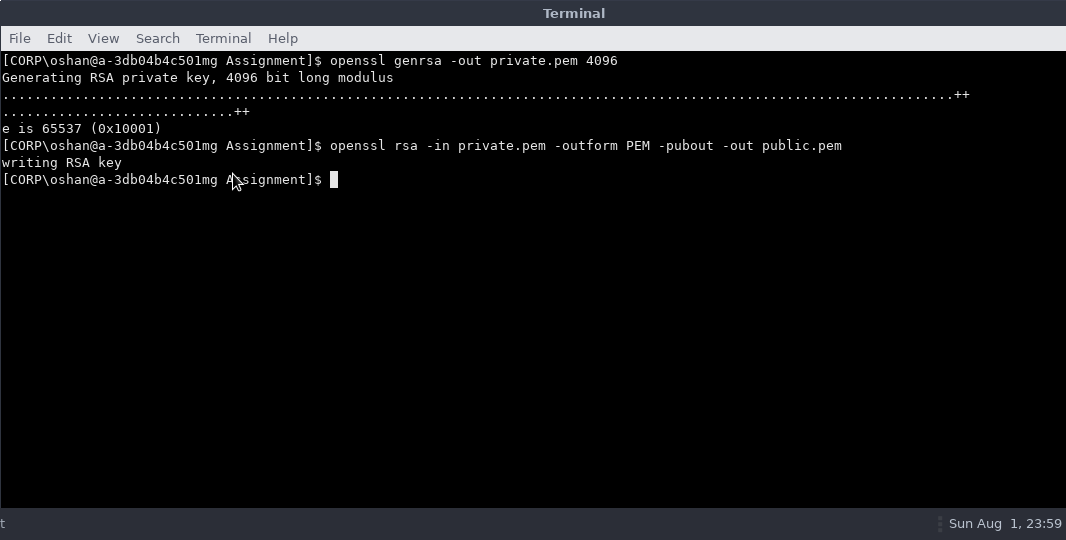 Terminal
File Edit View Search Terminal Help
[CORP\oshan@a-3db04b4c501mg Assignment]$ openssl genrsa -out private.pem 4096
Generating RSA private key, 4096 bit long modulus
.......................................................................................................................++
.............................++
e is 65537 (0x10001)
[CORP\oshan@a-3db04b4c501mg Assignment]$ openssl rsa -in private.pem -outform PEM -pubout -out public.pem
writing RSA key
[CORP\oshan@a-3db04b4c501mg Assignment]$
t Sun Aug 1, 23:59